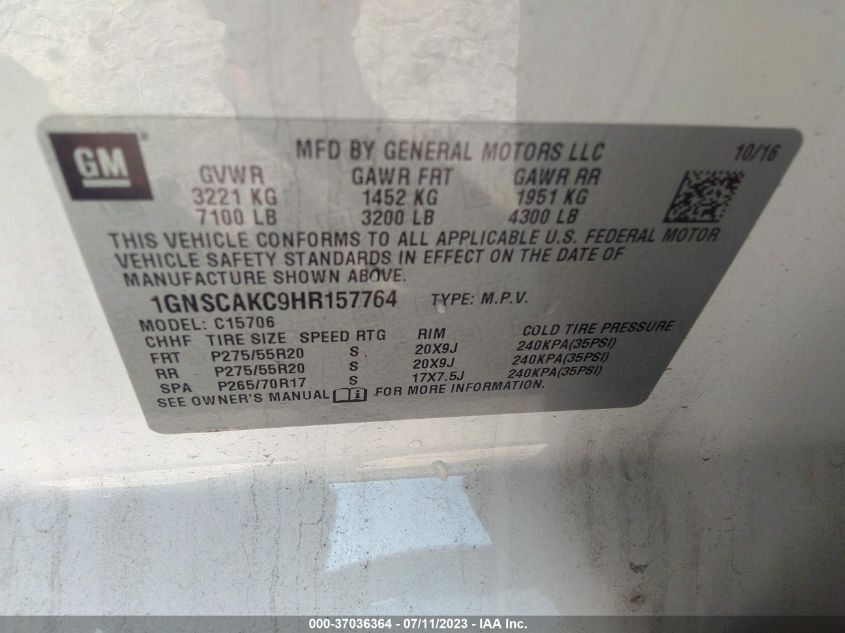 GM
MFD BY GENERAL MOTORS LLC 10/16
GVWR GAWR FRT GAWR RR
3221 KG 1452 KG 1951 KG
7100 LB 3200 LB 4300 LB
THIS VEHICLE CONFORMS TO ALL APPLICABLE U.S. FEDERAL MOTOR
VEHICLE SAFETY STANDARDS IN EFFECT ON THE DATE OF
MANUFACTURE SHOWN ABOVE.
1GNSCAKC9HR157764 TYPE: M.P.V.
MODEL: C15706
CHHF TIRE SIZE SPEED RTG RIM COLD TIRE PRESSURE
FRT P275/55R20 S 20X9J 240KPA(35PSI)
RR P275/55R20 S 20X9J 240KPA(35PSI)
SPA P265/70R17 S 17X7.5J 240KPA(35PSI)
SEE OWNER'S MANUAL FOR MORE INFORMATION.
000-37036364 - 07/11/2023 - IAA Inc.